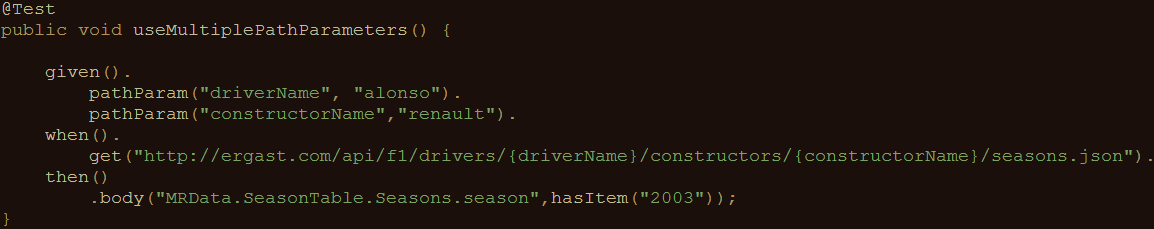 @Test
public void useMultiplePathParameters() {
given().
pathParam("driverName", "alonso").
pathParam("constructorName","renault").
when().
get("http://ergast.com/api/f1/drivers/{driverName}/constructors/{constructorName}/seasons.json").
then()
.body("MRData.SeasonTable.Seasons.season",hasItem("2003"));
}